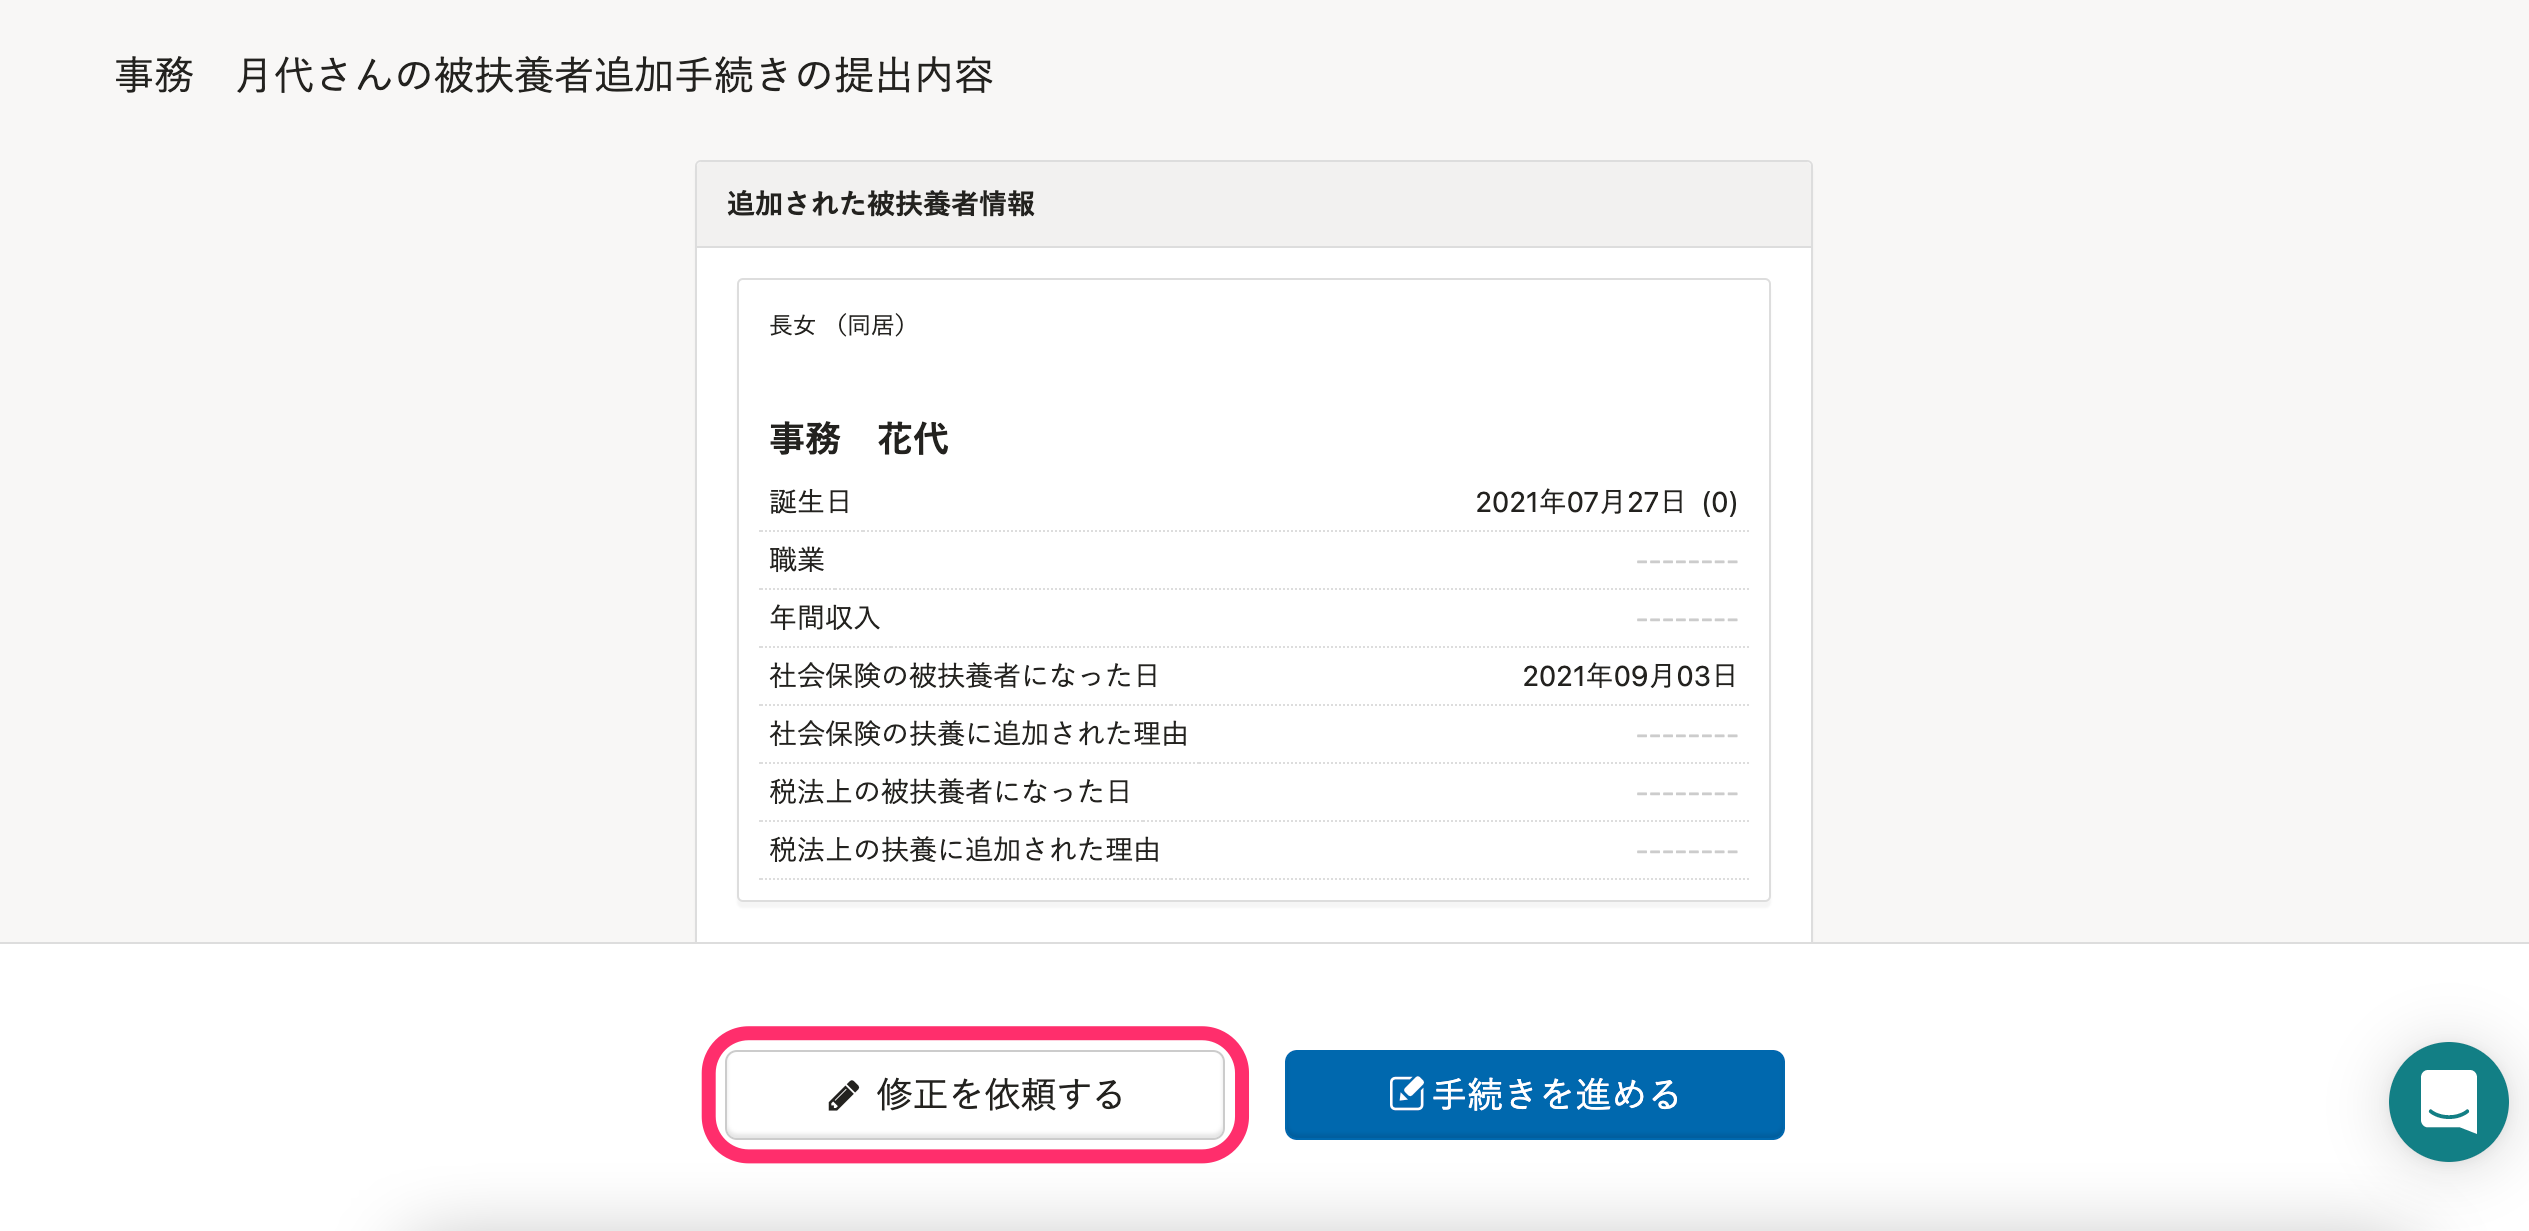 事務　月代さんの被扶養者追加手続きの提出内容
追加された被扶養者情報
長女 （同居）
事務　花代
誕生日 2021年07月27日 (0)
職業 --------
年間収入 --------
社会保険の被扶養者になった日 2021年09月03日
社会保険の扶養に追加された理由 --------
税法上の被扶養者になった日 --------
税法上の扶養に追加された理由 --------
修正を依頼する
手続きを進める